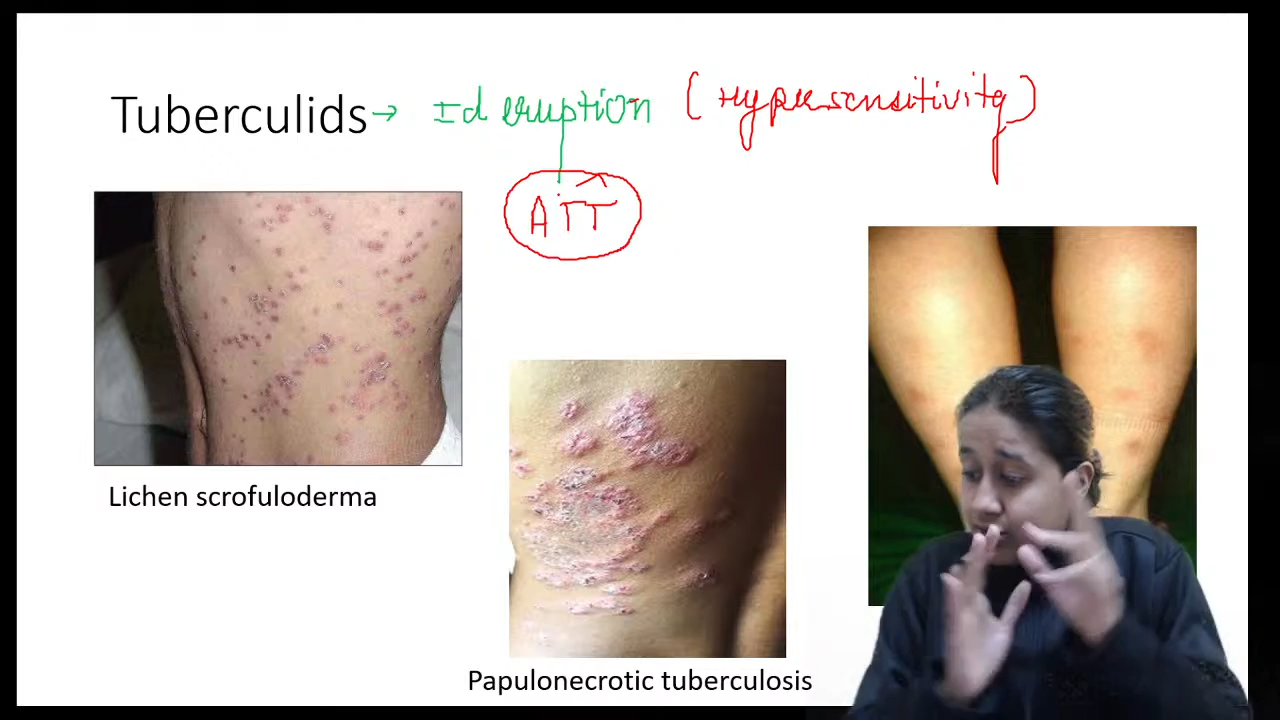 Tuberculids → Id eruption (Hypersensitivity)
ATT
Lichen scrofuloderma
Papulonecrotic tuberculosis